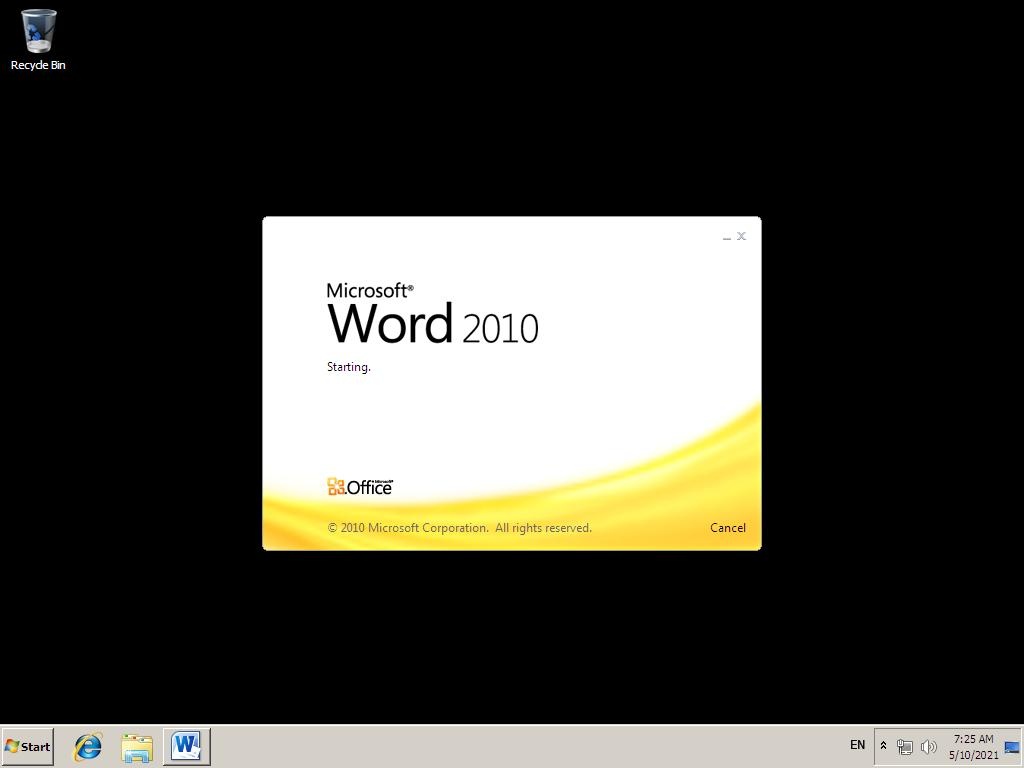 Recycle Bin
Microsoft®
Word 2010
Starting.
Office
© 2010 Microsoft Corporation. All rights reserved.
Cancel
Start
EN
7:25 AM
5/10/2021